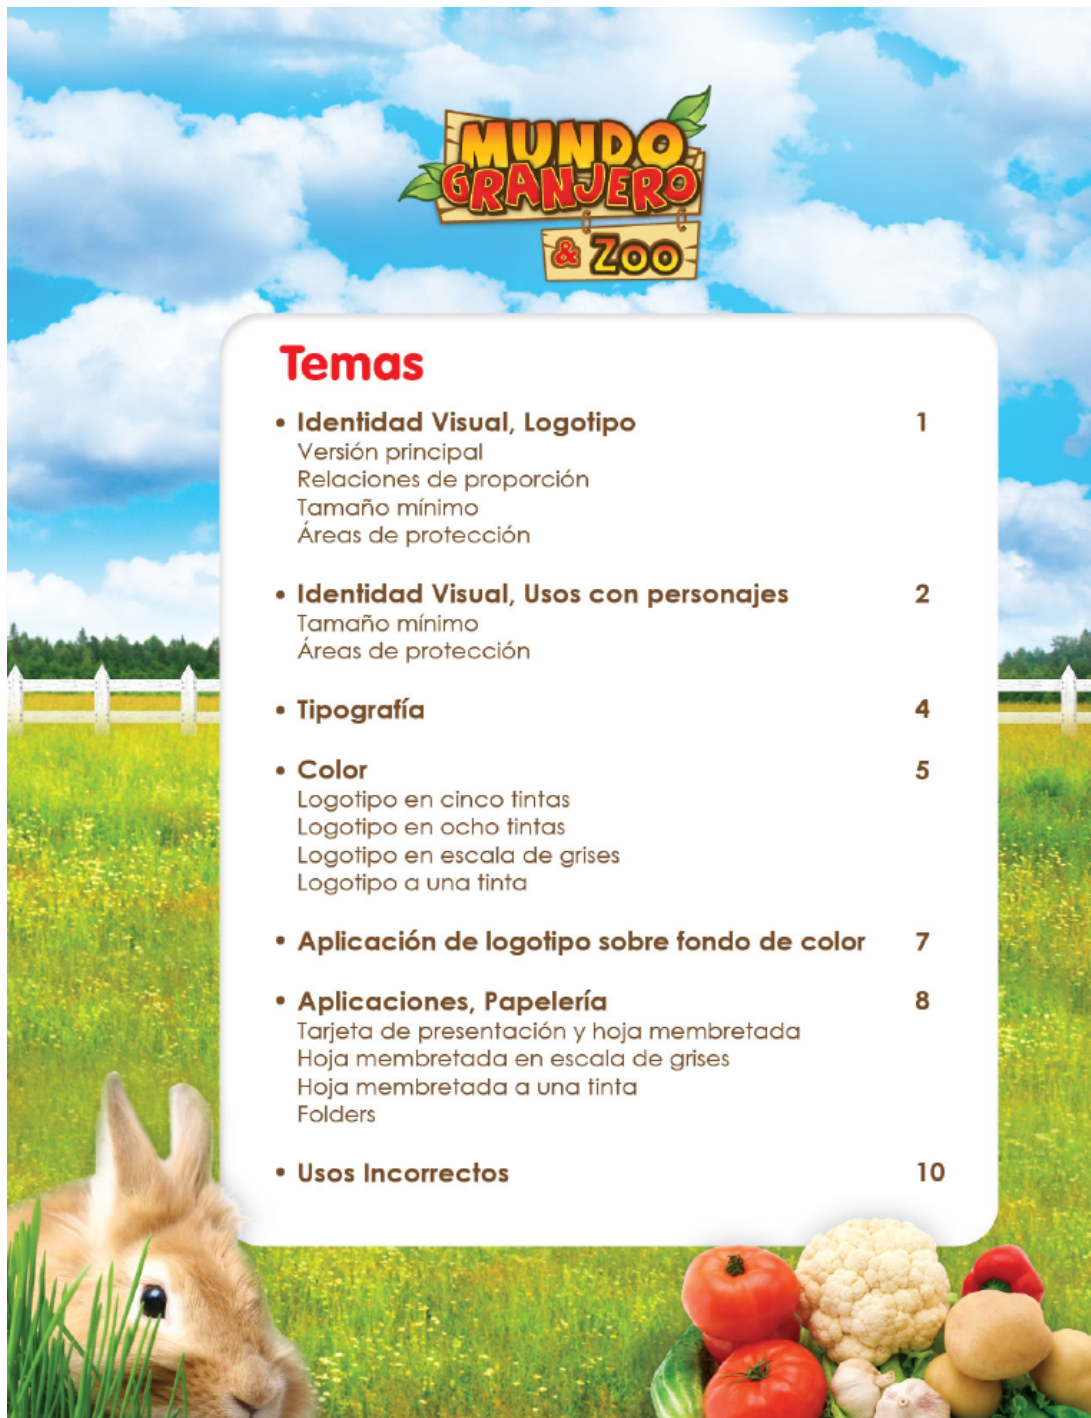 MUNDO
GRANJERO
& Zoo
Temas
• Identidad Visual, Logotipo 1
Versión principal
Relaciones de proporción
Tamaño mínimo
Áreas de protección
• Identidad Visual, Usos con personajes 2
Tamaño mínimo
Áreas de protección
• Tipografía 4
• Color 5
Logotipo en cinco tintas
Logotipo en ocho tintas
Logotipo en escala de grises
Logotipo a una tinta
• Aplicación de logotipo sobre fondo de color 7
• Aplicaciones, Papelería 8
Tarjeta de presentación y hoja membretada
Hoja membretada en escala de grises
Hoja membretada a una tinta
Folders
• Usos Incorrectos 10